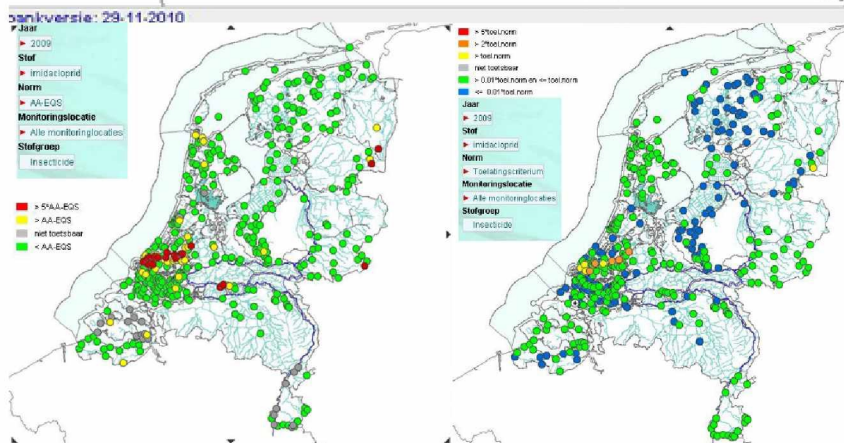 bankversie: 29-11-2010
Jaar
2009
Stof
imidacloprid
Norm
AA-EQS
Monitoringslocatie
Alle monitoringlocaties
Stofgroep
Insecticide
> 5*AA-EQS
> AA-EQS
niet toetsbaar
< AA-EQS
> 5*toel.norm
> 2*toel.norm
> toel.norm
niet toetsbaar
> 0.01*toel.norm en <= toel.norm
<= 0.01*toel.norm
Jaar
2009
Stof
imidacloprid
Norm
Toelatingscriterium
Monitoringslocatie
Alle monitoringlocaties
Stofgroep
Insecticide